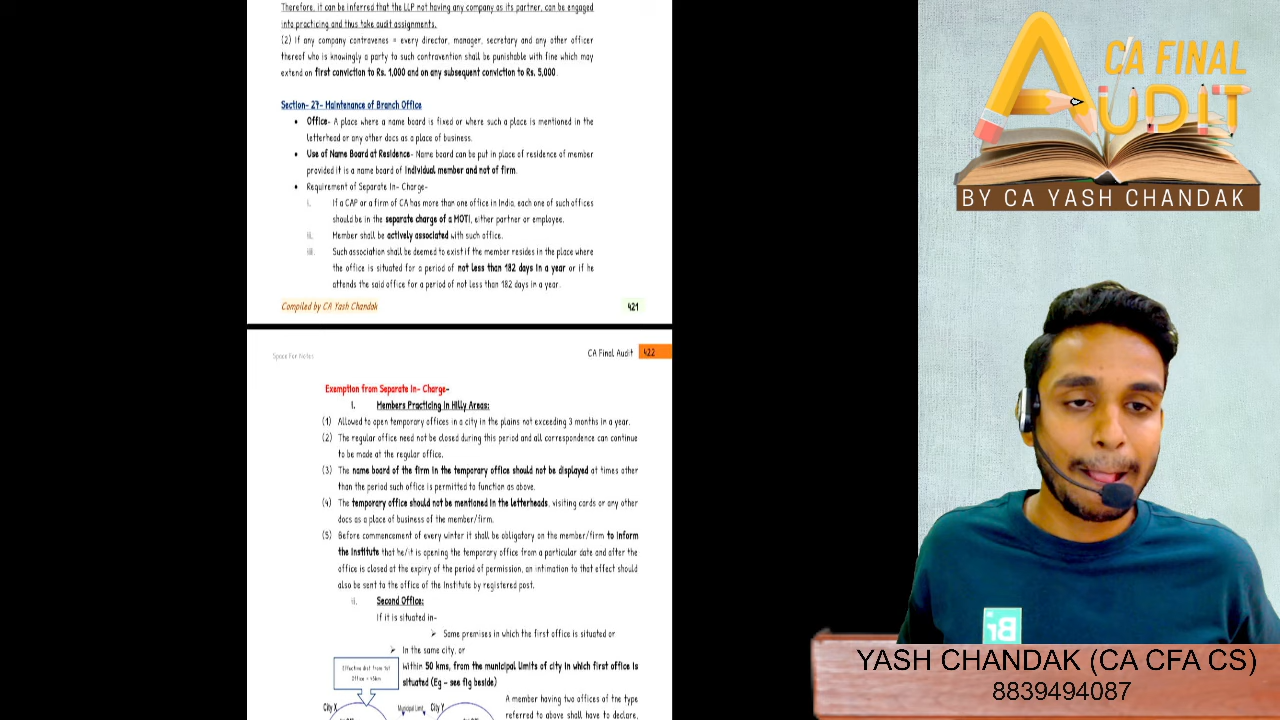 Therefore, it can be inferred that the LLP not having any company as its partner, can be engaged
into practicing and thus take audit assignments.
(2) If any company contravenes = every director, manager, secretary and any other officer
thereof who is knowingly a party to such contravention shall be punishable with fine which may
extend on first conviction to Rs. 1,000 and on any subsequent conviction to Rs. 5,000.
Section- 27- Maintenance of Branch Office
• Office- A place where a name board is fixed or where such a place is mentioned in the
letterhead or any other docs as a place of business.
• Use of Name Board at Residence- Name board can be put in place of residence of member
provided it is a name board of individual member and not of firm.
• Requirement of Separate In- Charge-
i. If a CAP or a firm of CA has more than one office in India, each one of such offices
should be in the separate charge of a MOTI, either partner or employee.
ii. Member shall be actively associated with such office.
iii. Such association shall be deemed to exist if the member resides in the place where
the office is situated for a period of not less than 182 days in a year or if he
attends the said office for a period of not less than 182 days in a year.
Compiled by CA Yash Chandak 421
Space For Notes CA Final Audit 422
Exemption from Separate In- Charge-
i. Members Practicing in Hilly Areas:
(1) Allowed to open temporary offices in a city in the plains not exceeding 3 months in a year.
(2) The regular office need not be closed during this period and all correspondence can continue
to be made at the regular office.
(3) The name board of the firm in the temporary office should not be displayed at times other
than the period such office is permitted to function as above.
(4) The temporary office should not be mentioned in the letterheads, visiting cards or any other
docs as a place of business of the member/firm.
(5) Before commencement of every winter it shall be obligatory on the member/firm to inform
the Institute that he/it is opening the temporary office from a particular date and after the
office is closed at the expiry of the period of permission, an intimation to that effect should
also be sent to the office of the Institute by registered post.
ii. Second Office:
If it is situated in-
➢ Same premises in which the first office is situated or
➢ In the same city, or
Within 50 kms, from the municipal limits of city in which first office is
situated (Eg - see fig beside)
Effective dist from 1st
Office = 45km
City X Municipal Limit City Y
A member having two offices of the type
referred to above shall have to declare,
CA FINAL
AUDIT
BY CA YASH CHANDAK
Br
YASH CHANDAK (CA CFA CS)
8839494087